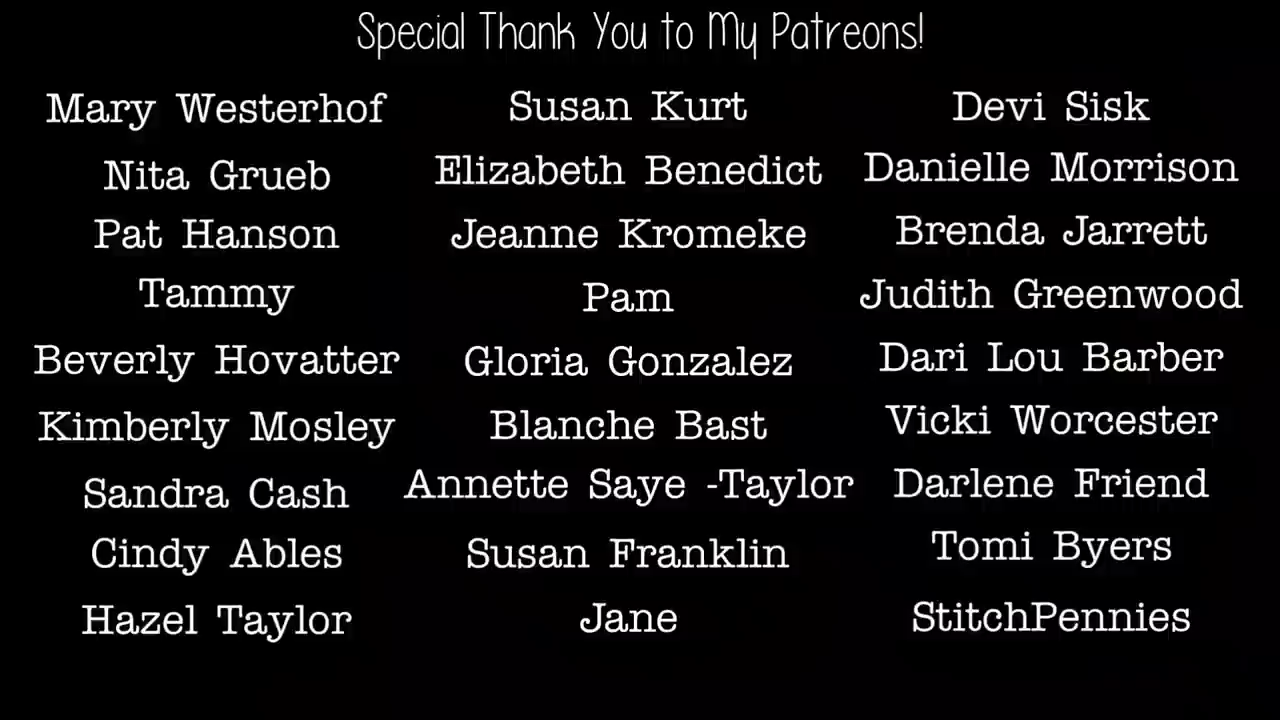 Special Thank You to My Patreons!
Mary Westerhof
Nita Grueb
Pat Hanson
Tammy
Beverly Hovatter
Kimberly Mosley
Sandra Cash
Cindy Ables
Hazel Taylor
Susan Kurt
Elizabeth Benedict
Jeanne Kromeke
Pam
Gloria Gonzalez
Blanche Bast
Annette Saye -Taylor
Susan Franklin
Jane
Devi Sisk
Danielle Morrison
Brenda Jarrett
Judith Greenwood
Dari Lou Barber
Vicki Worcester
Darlene Friend
Tomi Byers
StitchPennies